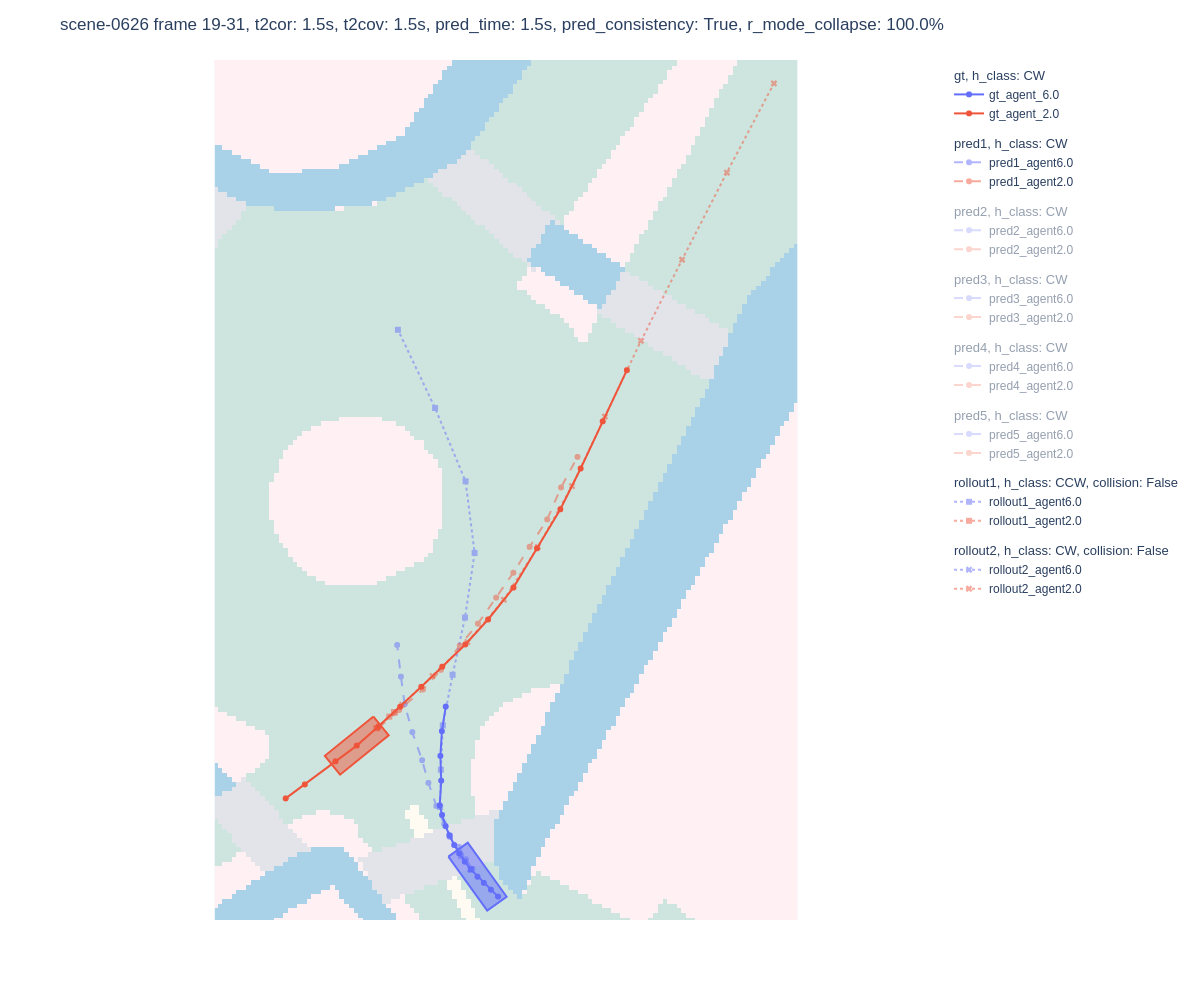 scene-0626 frame 19-31, t2cor: 1.5s, t2cov: 1.5s, pred_time: 1.5s, pred_consistency: True, r_mode_collapse: 100.0%
gt, h_class: CW
gt_agent_6.0
gt_agent_2.0
pred1, h_class: CW
pred1_agent6.0
pred1_agent2.0
pred2, h_class: CW
pred2_agent6.0
pred2_agent2.0
pred3, h_class: CW
pred3_agent6.0
pred3_agent2.0
pred4, h_class: CW
pred4_agent6.0
pred4_agent2.0
pred5, h_class: CW
pred5_agent6.0
pred5_agent2.0
rollout1, h_class: CCW, collision: False
rollout1_agent6.0
rollout1_agent2.0
rollout2, h_class: CW, collision: False
rollout2_agent6.0
rollout2_agent2.0